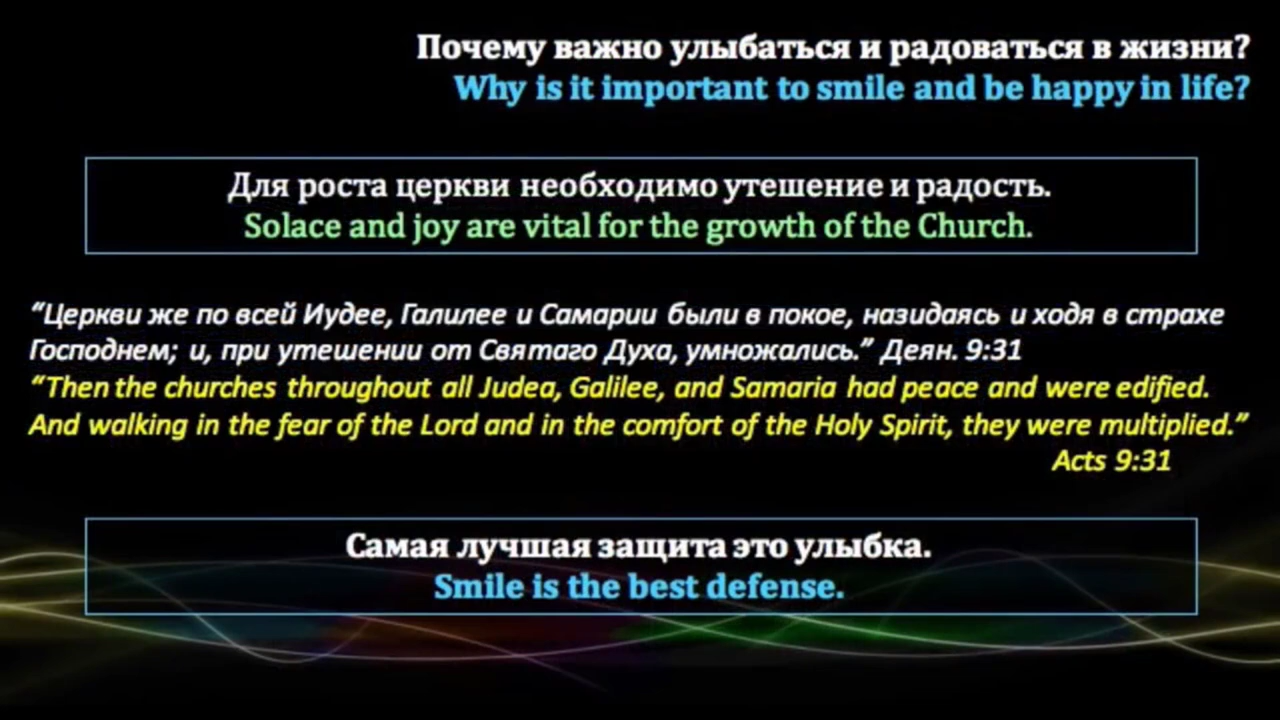 Почему важно улыбаться и радоваться в жизни?
Why is it important to smile and be happy in life?
Для роста церкви необходимо утешение и радость.
Solace and joy are vital for the growth of the Church.
“Церкви же по всей Иудее, Галилее и Самарии были в покое, назидаясь и ходя в страхе
Господнем; и, при утешении от Святаго Духа, умножались.” Деян. 9:31
“Then the churches throughout all Judea, Galilee, and Samaria had peace and were edified.
And walking in the fear of the Lord and in the comfort of the Holy Spirit, they were multiplied.”
Acts 9:31
Самая лучшая защита это улыбка.
Smile is the best defense.